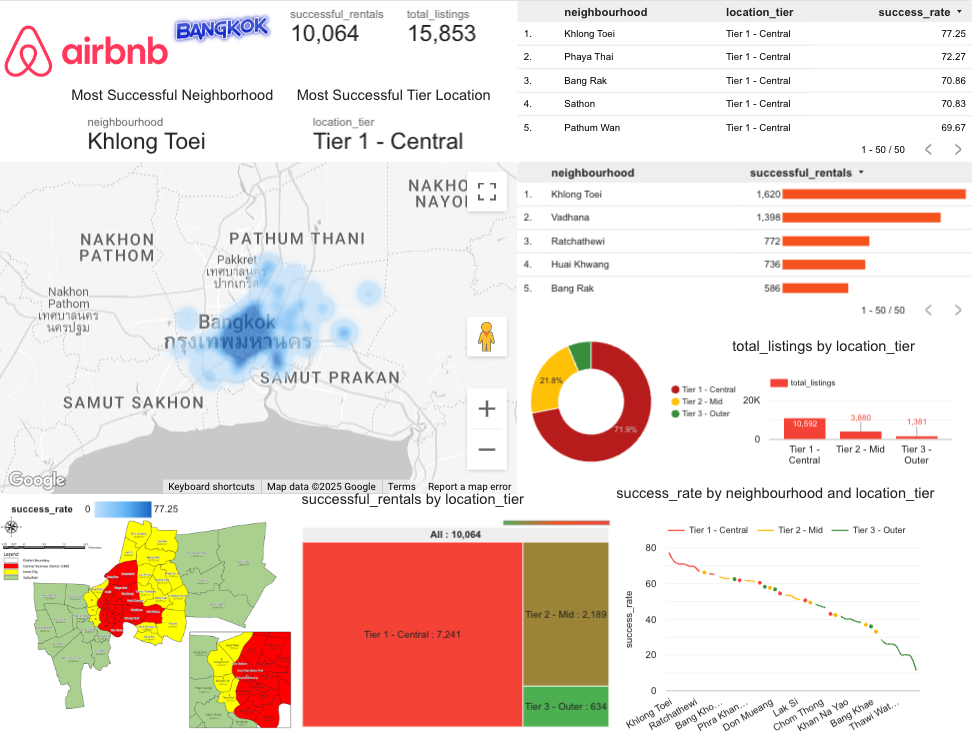 airbnb
BANGKOK
successful_rentals
10,064
total_listings
15,853
Most Successful Neighborhood
Most Successful Tier Location
neighbourhood
Khlong Toei
location_tier
Tier 1 - Central
neighbourhood location_tier success_rate
1. Khlong Toei Tier 1 - Central 77.25
2. Phaya Thai Tier 1 - Central 72.27
3. Bang Rak Tier 1 - Central 70.86
4. Sathon Tier 1 - Central 70.83
5. Pathum Wan Tier 1 - Central 69.67
1 - 50 / 50
neighbourhood successful_rentals
1. Khlong Toei 1,620
2. Vadhana 1,398
3. Ratchathewi 772
4. Huai Khwang 736
5. Bang Rak 586
1 - 50 / 50
NAKHO
NAYO
NAKHON
PATHOM
PATHUM THANI
Pakkret
เทศบาลนคร
ปากเกร็ด
Nakhon
Pathom
เทศบาลนคร
นครปฐม
Bangkok
กรุงเทพมหานคร
SAMUT PRAKAN
SAMUT SAKHON
Google
Keyboard shortcuts
Map data ©2025 Google
Terms
Report a map error
success_rate 0 77.25
total_listings by location_tier
21.8%
71.9%
Tier 1 - Central
Tier 2 - Mid
Tier 3 - Outer
total_listings
20K
0
10,592
3,880
1,381
Tier 1 -
Central
Tier 2 - Mid
Tier 3 -
Outer
Legend
successful_rentals by location_tier
All : 10,064
Tier 1 - Central : 7,241
Tier 2 - Mid : 2,189
Tier 3 - Outer : 634
success_rate by neighbourhood and location_tier
Tier 1 - Central
Tier 2 - Mid
Tier 3 - Outer
success_rate
80
60
40
20
0
Khlong Toei
Ratchathewi
Bang Kho…
Phra Khan…
Don Mueang
Lak Si
Chom Thong
Khan Na Yao
Bang Khae
Thawi Wat…